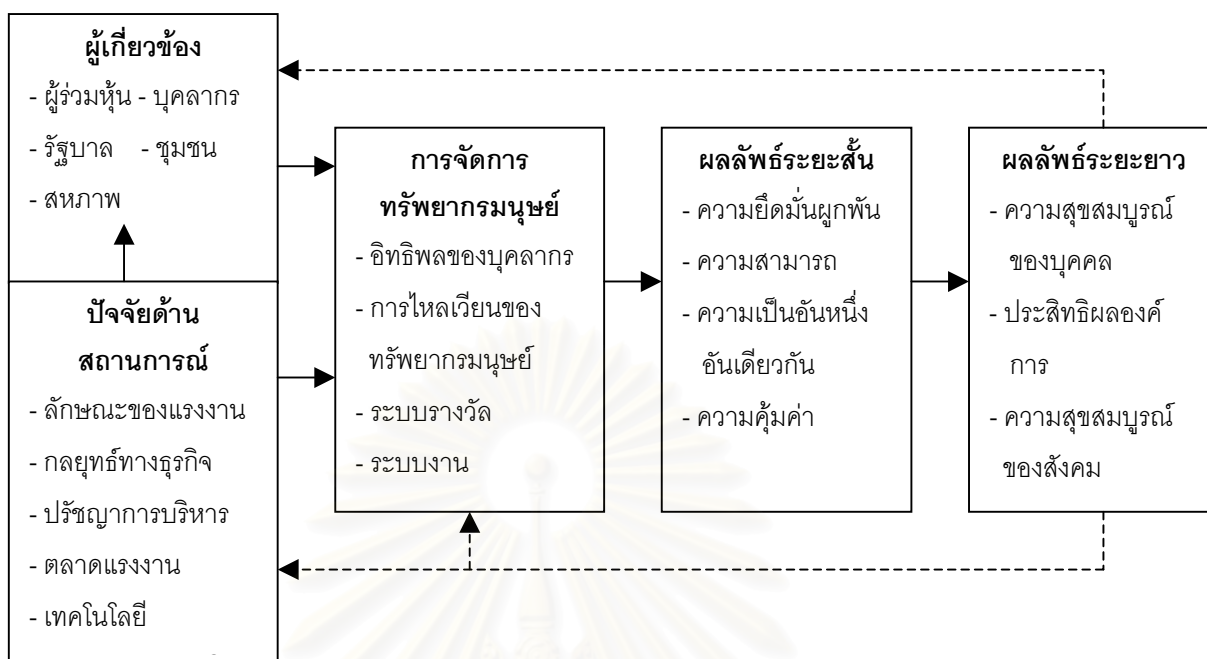 ผู้เกี่ยวข้อง
- ผู้ร่วมหุ้น - บุคลากร
- รัฐบาล - ชุมชน
- สหภาพ
ปัจจัยด้าน
สถานการณ์
- ลักษณะของแรงงาน
- กลยุทธ์ทางธุรกิจ
- ปรัชญาการบริหาร
- ตลาดแรงงาน
- เทคโนโลยี
การจัดการ
ทรัพยากรมนุษย์
- อิทธิพลของบุคลากร
- การไหลเวียนของ
ทรัพยากรมนุษย์
- ระบบรางวัล
- ระบบงาน
ผลลัพธ์ระยะสั้น
- ความยึดมั่นผูกพัน
- ความสามารถ
- ความเป็นอันหนึ่ง
อันเดียวกัน
- ความคุ้มค่า
ผลลัพธ์ระยะยาว
- ความสุขสมบูรณ์
ของบุคคล
- ประสิทธิผลองค์
การ
- ความสุขสมบูรณ์
ของสังคม